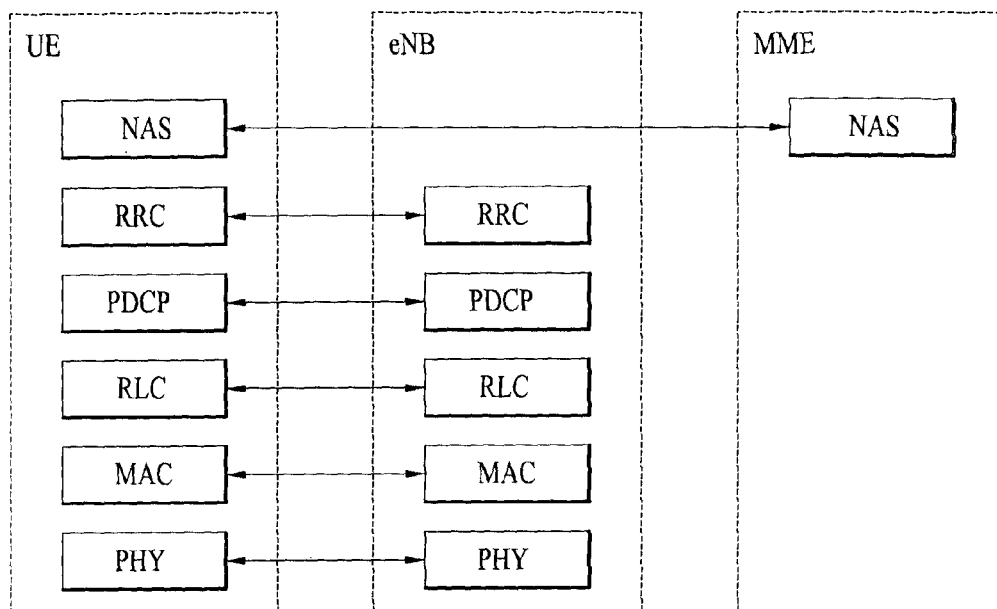 UE
eNB
MME
NAS
NAS
RRC
RRC
PDCP
PDCP
RLC
RLC
MAC
MAC
PHY
PHY